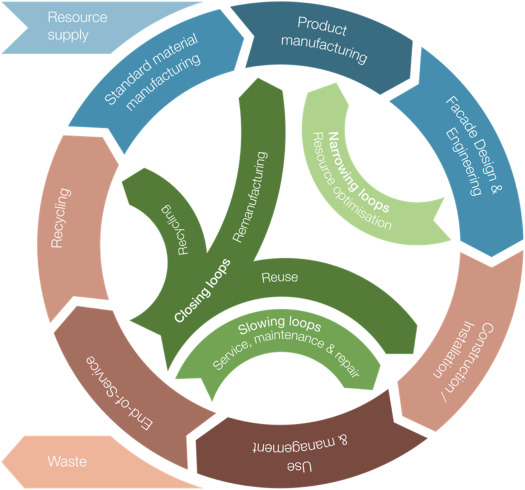 Resource
supply
Product
manufacturing
Standard material
manufacturing
Facade Design &
Engineering
Narrowing loops
Resource optimisation
Recycling
Recycling
Remanufacturing
Closing loops
Reuse
Slowing loops
Service, maintenance & repair
Construction /
Installation
End-of-Service
Use
& management
Waste